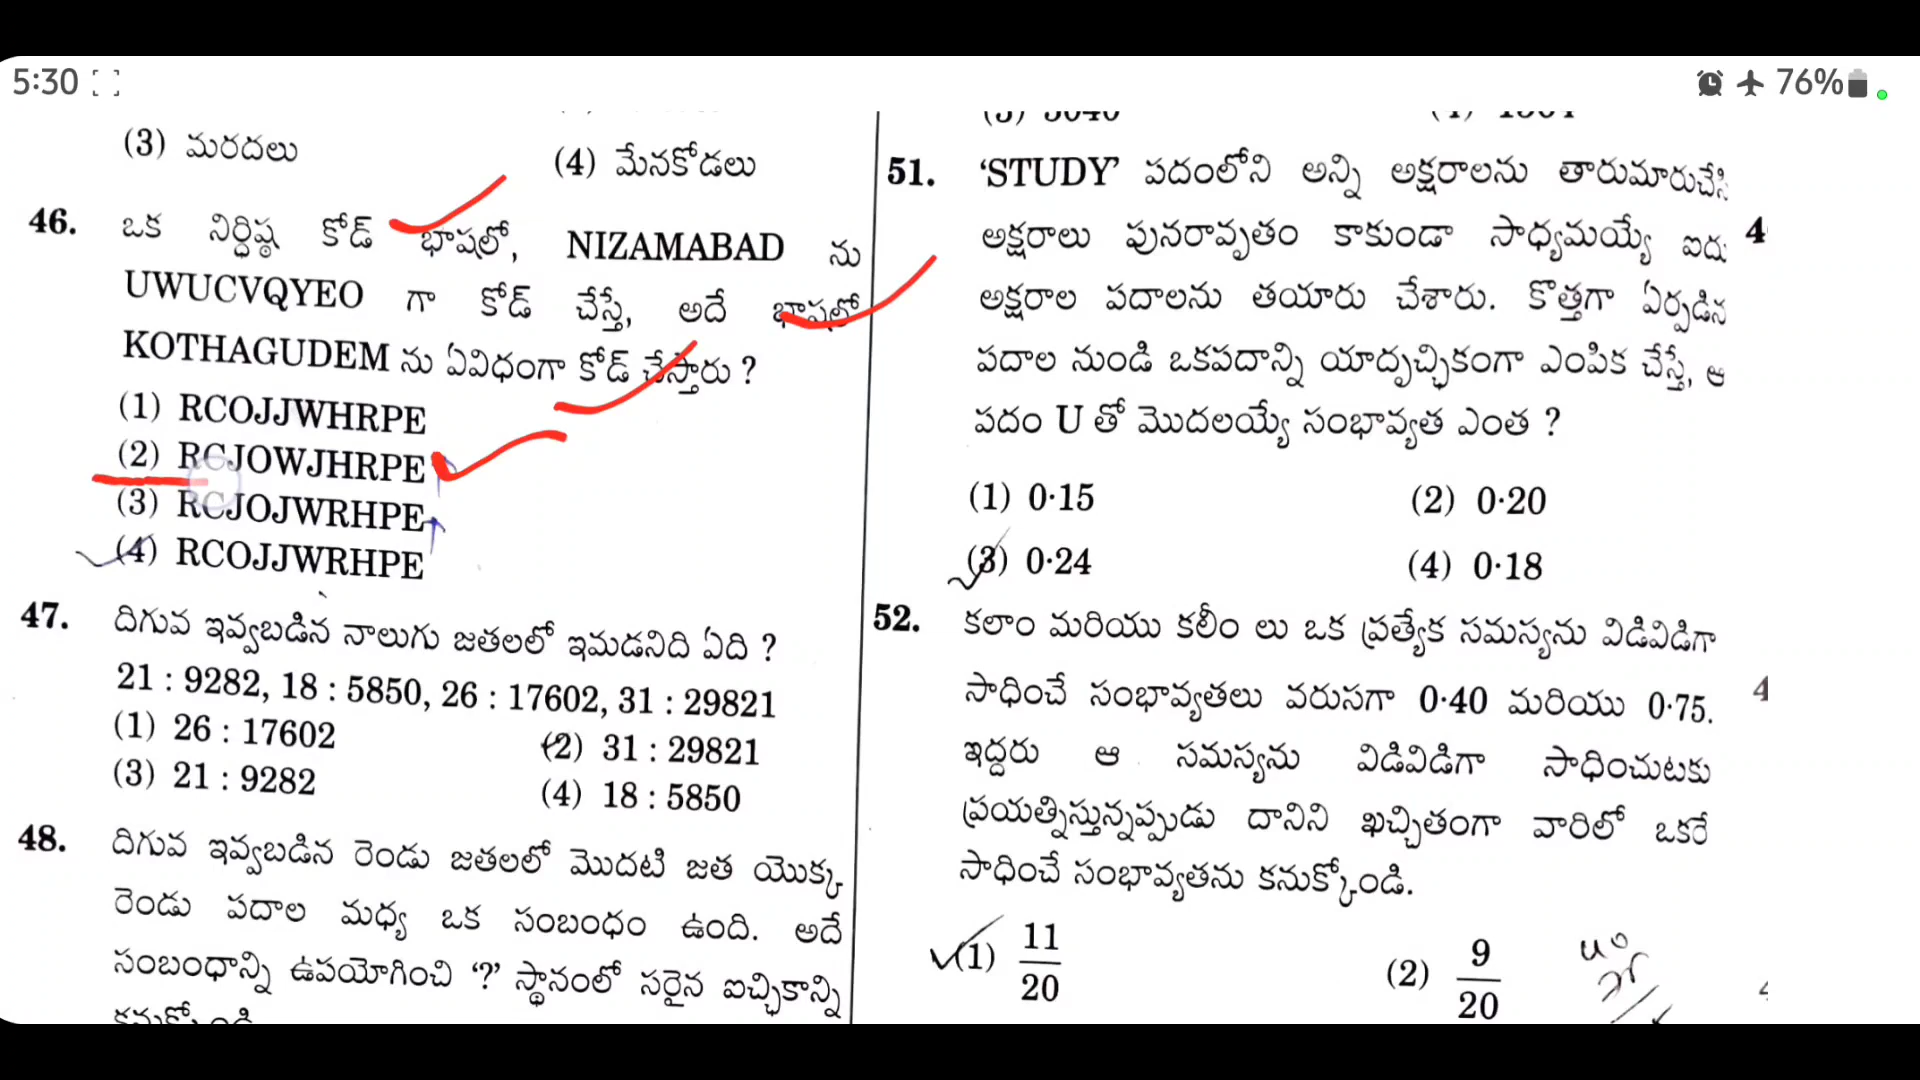 5:30
76%
(3) మరదలు
(4) మేనకోడలు
46. ఒక నిర్ధిష్ఠ కోడ్ భాషలో, NIZAMABAD ను
UWUCVQYEO గా కోడ్ చేస్తే, అదే భాషలో
KOTHAGUDEM ను ఏవిధంగా కోడ్ చేస్తారు ?
(1) RCOJJWHRPE
(2) RCJOWJHRPE
(3) RCJOJWRHPE
(4) RCOJJWRHPE
47. దిగువ ఇవ్వబడిన నాలుగు జతలలో ఇమడనిది ఏది ?
21 : 9282, 18 : 5850, 26 : 17602, 31 : 29821
(1) 26 : 17602
(2) 31 : 29821
(3) 21 : 9282
(4) 18 : 5850
48. దిగువ ఇవ్వబడిన రెండు జతలలో మొదటి జత యొక్క
రెండు పదాల మధ్య ఒక సంబంధం ఉంది. అదే
సంబంధాన్ని ఉపయోగించి ‘?’ స్థానంలో సరైన ఐచ్ఛికాన్ని
51. ‘STUDY’ పదంలోని అన్ని అక్షరాలను తారుమారుచేసి
అక్షరాలు పునరావృతం కాకుండా సాధ్యమయ్యే ఐదు
అక్షరాల పదాలను తయారు చేశారు. కొత్తగా ఏర్పడిన
పదాల నుండి ఒకపదాన్ని యాదృచ్ఛికంగా ఎంపిక చేస్తే, ఆ
పదం U తో మొదలయ్యే సంభావ్యత ఎంత ?
(1) 0·15
(2) 0·20
(3) 0·24
(4) 0·18
52. కలాం మరియు కలీం లు ఒక ప్రత్యేక సమస్యను విడివిడిగా
సాధించే సంభావ్యతలు వరుసగా 0·40 మరియు 0·75.
ఇద్దరు ఆ సమస్యను విడివిడిగా సాధించుటకు
ప్రయత్నిస్తున్నప్పుడు దానిని ఖచ్చితంగా వారిలో ఒకరే
సాధించే సంభావ్యతను కనుక్కోండి.
(1) 11/20
(2) 9/20